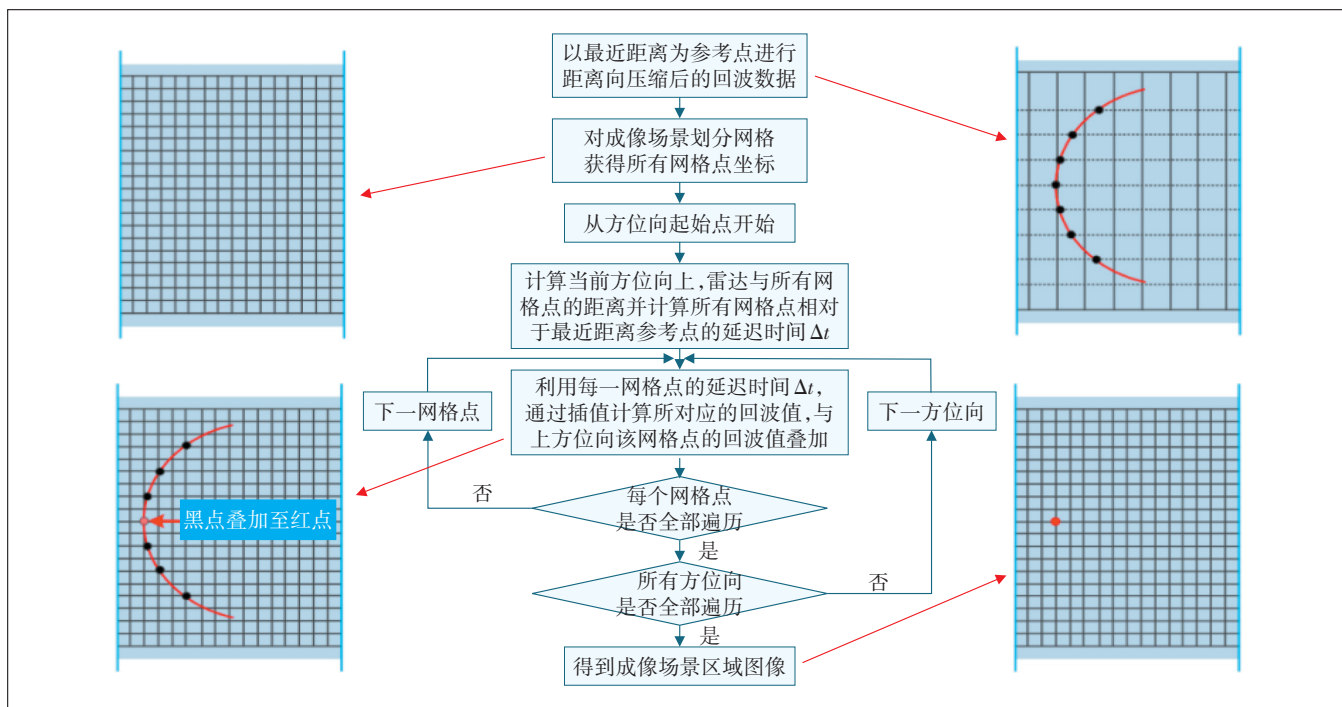 以最近距离为参考点进行
距离向压缩后的回波数据
对成像场景划分网格
获得所有网格点坐标
从方位向起始点开始
计算当前方位向上,雷达与所有网
格点的距离并计算所有网格点相对
于最近距离参考点的延迟时间Δt
下一网格点
利用每一网格点的延迟时间Δt,
通过插值计算所对应的回波值,与
上方位向该网格点的回波值叠加
下一方位向
否
每个网格点
是否全部遍历
黑点叠加至红点
是
所有方位向
是否全部遍历
否
是
得到成像场景区域图像